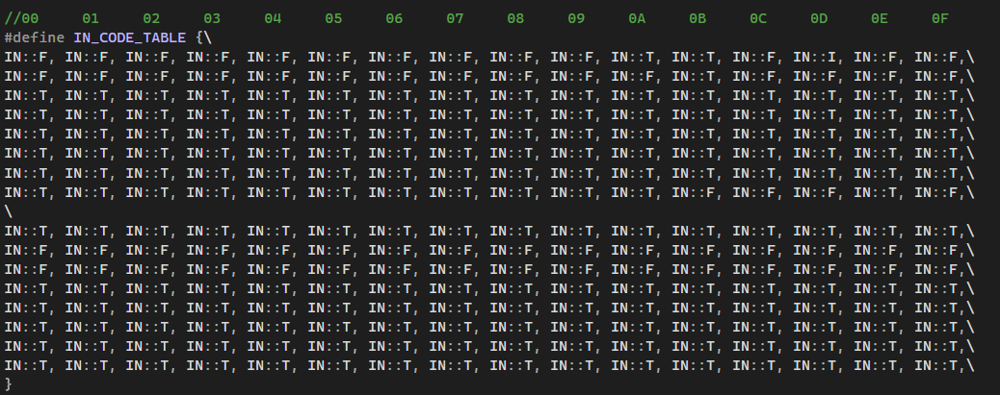 //00 01 02 03 04 05 06 07 08 09 0A 0B 0C 0D 0E 0F
#define IN_CODE_TABLE {\
IN::F, IN::F, IN::F, IN::F, IN::F, IN::F, IN::F, IN::F, IN::F, IN::F, IN::T, IN::T, IN::F, IN::I, IN::F, IN::F,\
IN::F, IN::F, IN::F, IN::F, IN::F, IN::F, IN::F, IN::F, IN::F, IN::F, IN::T, IN::T, IN::F, IN::F, IN::F, IN::F,\
IN::T, IN::T, IN::T, IN::T, IN::T, IN::T, IN::T, IN::T, IN::T, IN::T, IN::T, IN::T, IN::T, IN::T, IN::T, IN::T,\
IN::T, IN::T, IN::T, IN::T, IN::T, IN::T, IN::T, IN::T, IN::T, IN::T, IN::T, IN::T, IN::T, IN::T, IN::T, IN::T,\
IN::T, IN::T, IN::T, IN::T, IN::T, IN::T, IN::T, IN::T, IN::T, IN::T, IN::T, IN::T, IN::T, IN::T, IN::T, IN::T,\
IN::T, IN::T, IN::T, IN::T, IN::T, IN::T, IN::T, IN::T, IN::T, IN::T, IN::T, IN::T, IN::T, IN::T, IN::T, IN::T,\
IN::T, IN::T, IN::T, IN::T, IN::T, IN::T, IN::T, IN::T, IN::T, IN::T, IN::T, IN::T, IN::T, IN::T, IN::T, IN::T,\
IN::T, IN::T, IN::T, IN::T, IN::T, IN::T, IN::T, IN::T, IN::T, IN::T, IN::T, IN::F, IN::F, IN::F, IN::T, IN::F,\
\
IN::T, IN::T, IN::T, IN::T, IN::T, IN::T, IN::T, IN::T, IN::T, IN::T, IN::T, IN::T, IN::T, IN::T, IN::T, IN::T,\
IN::F, IN::F, IN::F, IN::F, IN::F, IN::F, IN::F, IN::F, IN::F, IN::F, IN::F, IN::F, IN::F, IN::F, IN::F, IN::F,\
IN::F, IN::F, IN::F, IN::F, IN::F, IN::F, IN::F, IN::F, IN::F, IN::F, IN::F, IN::F, IN::F, IN::F, IN::F, IN::F,\
IN::T, IN::T, IN::T, IN::T, IN::T, IN::T, IN::T, IN::T, IN::T, IN::T, IN::T, IN::T, IN::T, IN::T, IN::T, IN::T,\
IN::T, IN::T, IN::T, IN::T, IN::T, IN::T, IN::T, IN::T, IN::T, IN::T, IN::T, IN::T, IN::T, IN::T, IN::T, IN::T,\
IN::T, IN::T, IN::T, IN::T, IN::T, IN::T, IN::T, IN::T, IN::T, IN::T, IN::T, IN::T, IN::T, IN::T, IN::T, IN::T,\
IN::T, IN::T, IN::T, IN::T, IN::T, IN::T, IN::T, IN::T, IN::T, IN::T, IN::T, IN::T, IN::T, IN::T, IN::T, IN::T,\
IN::T, IN::T, IN::T, IN::T, IN::T, IN::T, IN::T, IN::T, IN::T, IN::T, IN::T, IN::T, IN::T, IN::T, IN::T, IN::T,\
}